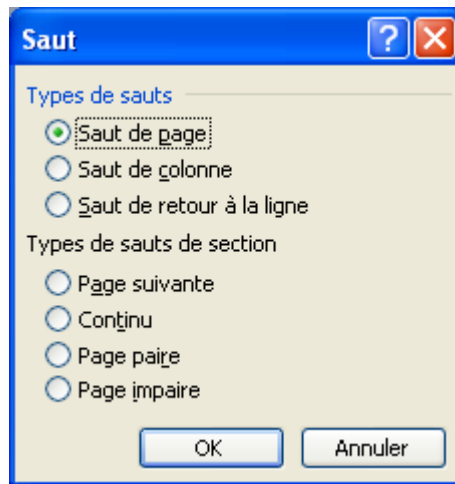 Saut
Types de sauts
Saut de page
Saut de colonne
Saut de retour à la ligne
Types de sauts de section
Page suivante
Continu
Page paire
Page impaire
OK Annuler